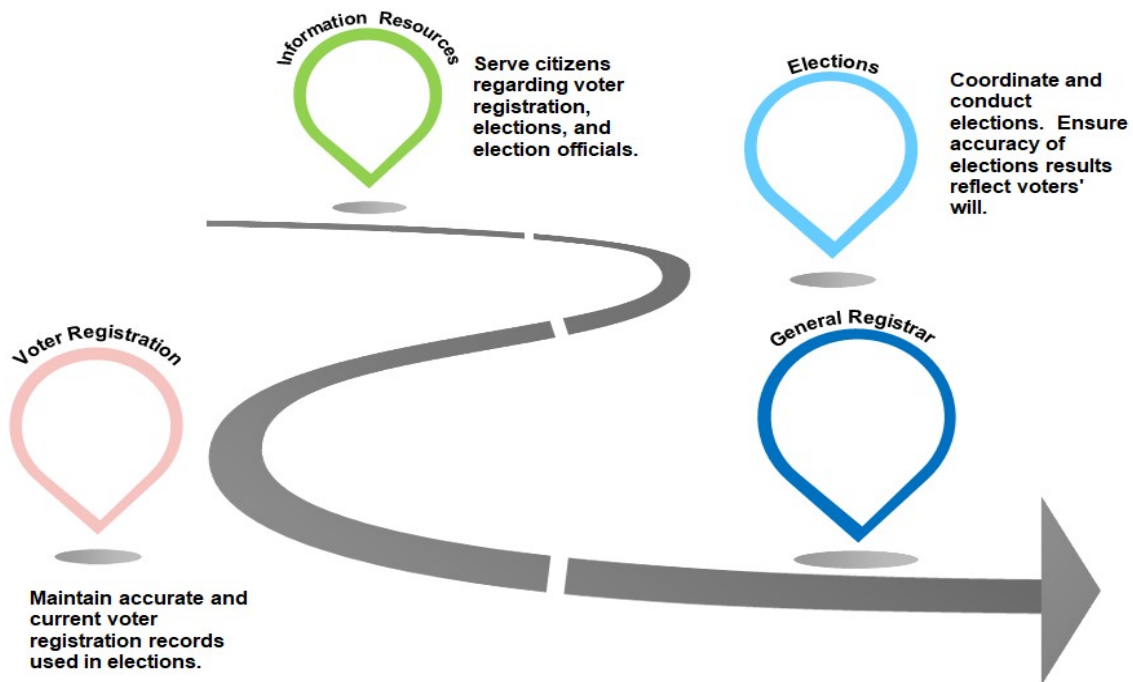 Information Resources
Serve citizens
regarding voter
registration,
elections, and
election officials.
Elections
Coordinate and
conduct
elections.  Ensure
accuracy of
elections results
reflect voters'
will.
Voter Registration
Maintain accurate and
current voter
registration records
used in elections.
General Registrar